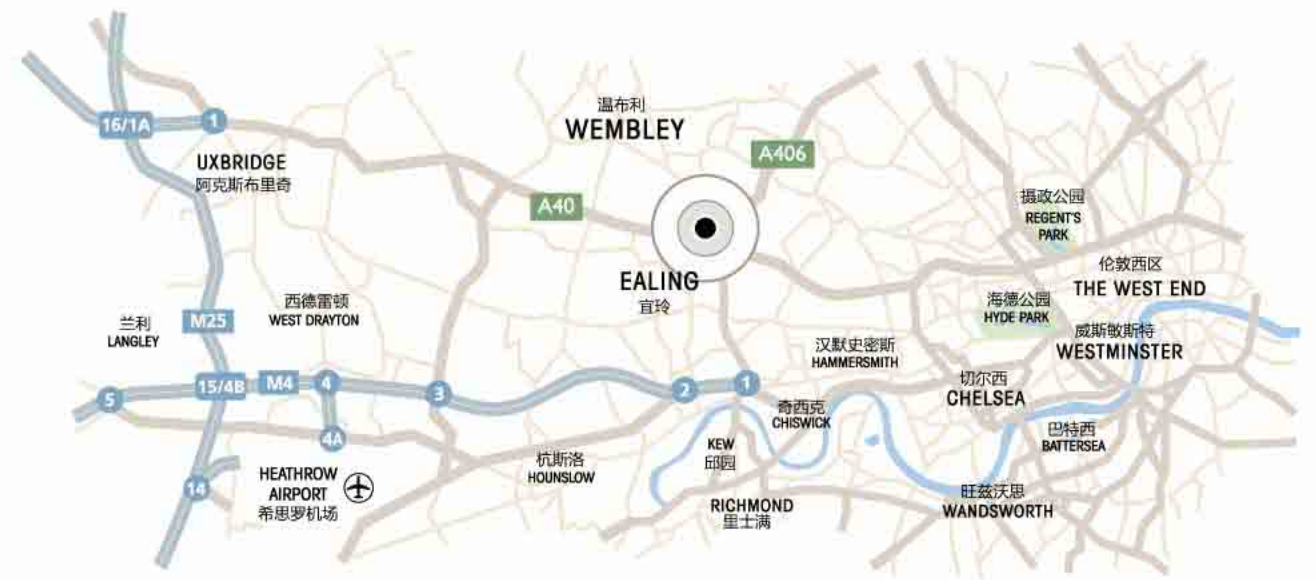 温布利
WEMBLEY
16/1A
1
A406
UXBRIDGE
阿克斯布里奇
A40
摄政公园
REGENT'S
PARK
伦敦西区
THE WEST END
EALING
宜玲
西德雷顿
WEST DRAYTON
海德公园
HYDE PARK
兰利
LANGLEY
M25
汉默史密斯
HAMMERSMITH
威斯敏斯特
WESTMINSTER
5
15/4B
M4
4
3
2
1
切尔西
CHELSEA
奇西克
CHISWICK
4A
KEW
邱园
巴特西
BATTERSEA
杭斯洛
HOUNSLOW
HEATHROW
AIRPORT
希思罗机场
14
RICHMOND
里士满
旺兹沃思
WANDSWORTH